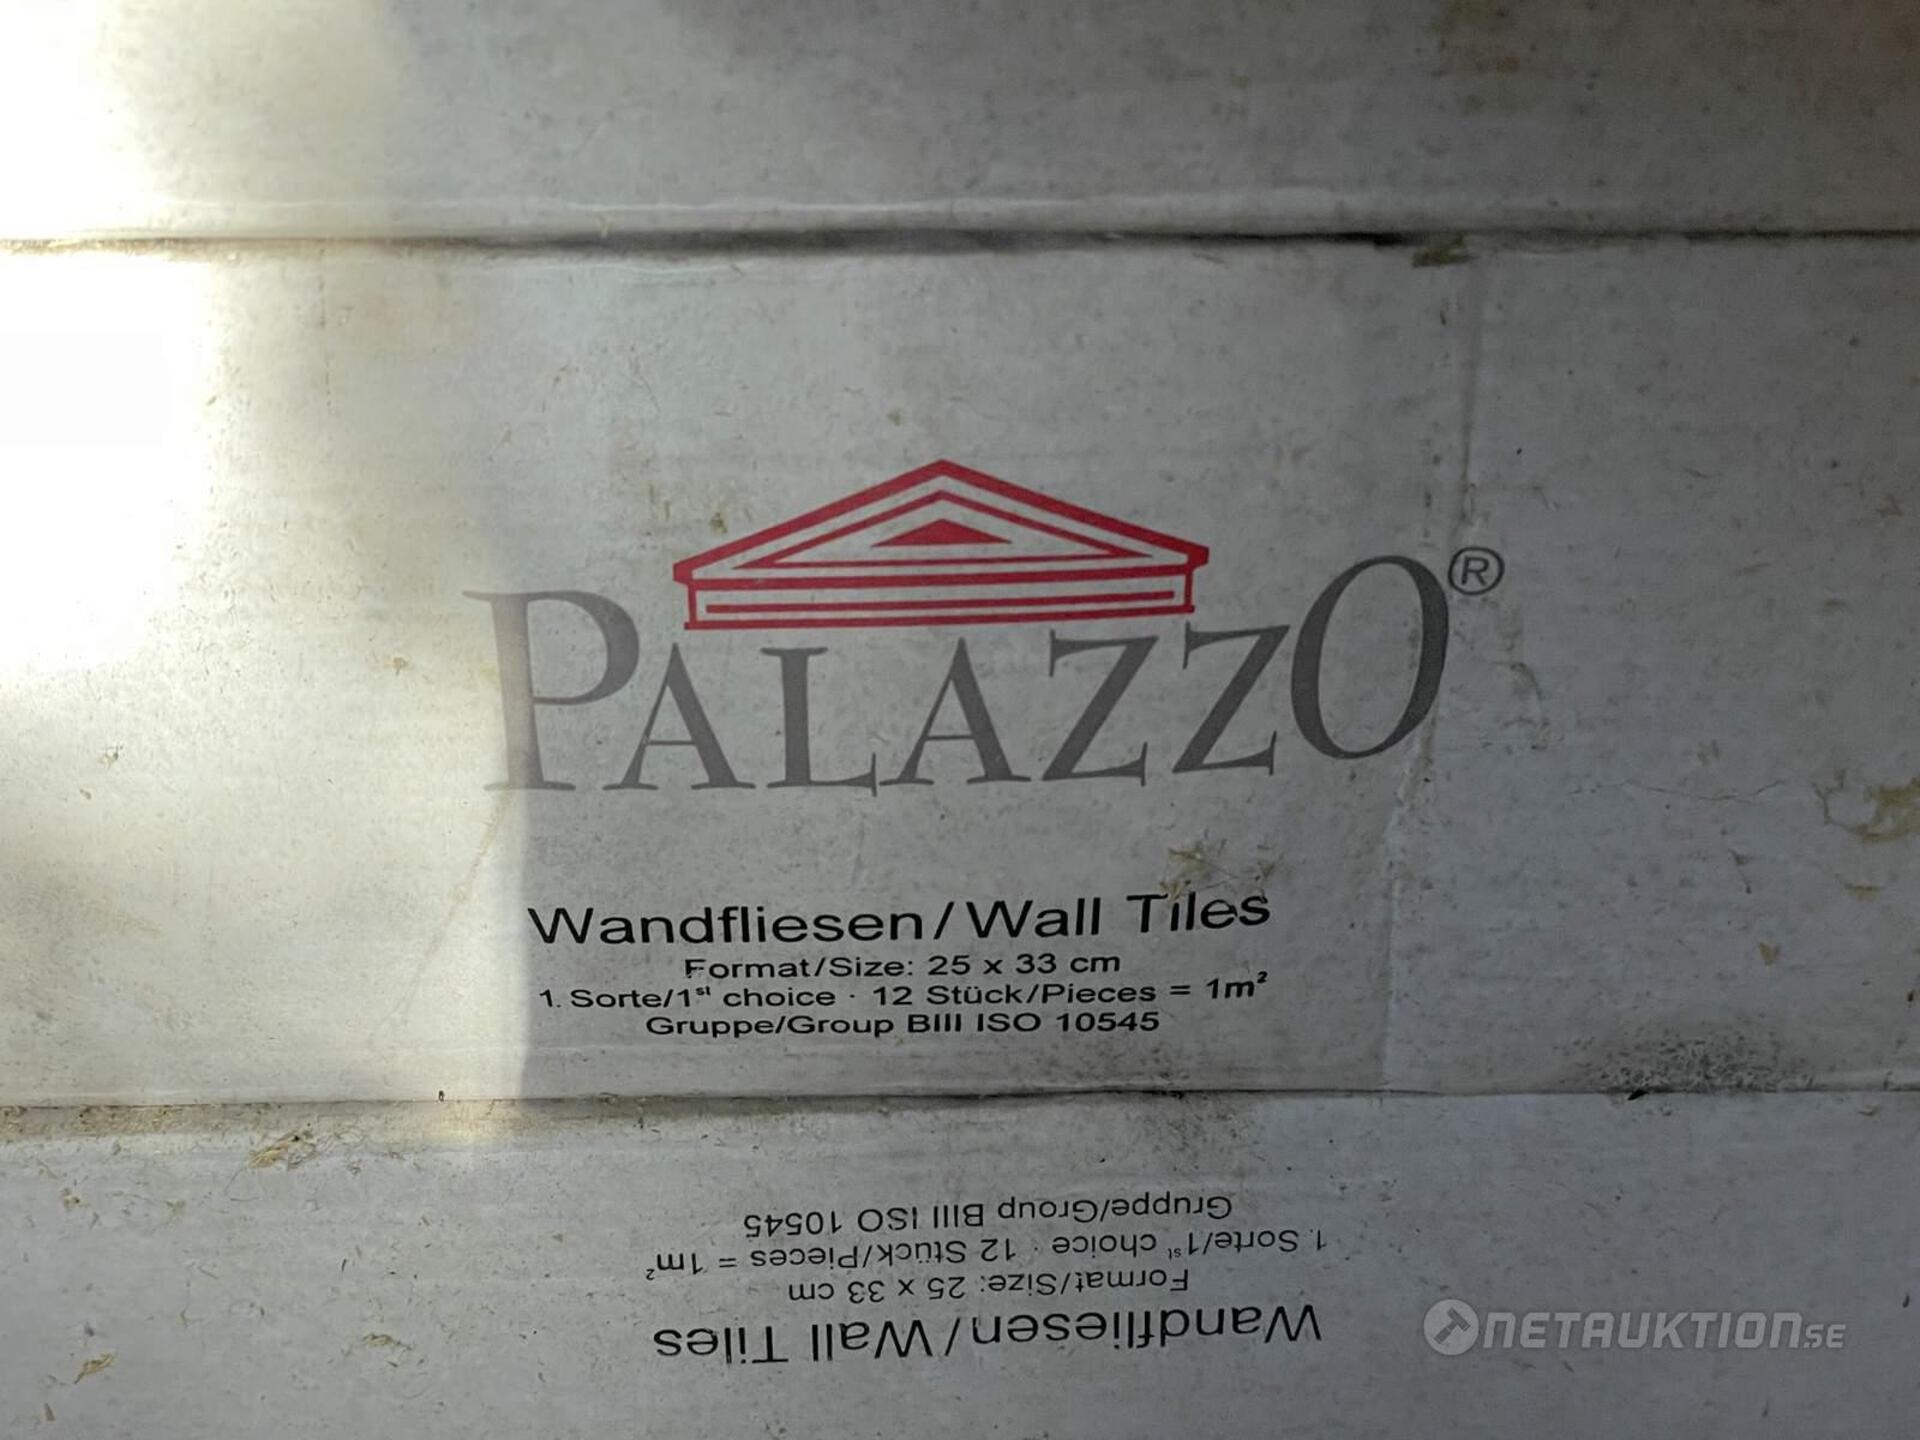 PALAZZO®
Wandfliesen/Wall Tiles
Format/Size: 25 x 33 cm
1. Sorte/1st choice · 12 Stück/Pieces = 1m²
Gruppe/Group BIII ISO 10545
Wandfliesen/Wall Tiles
Format/Size: 25 x 33 cm
1. Sorte/1st choice · 12 Stück/Pieces = 1m²
Gruppe/Group BIII ISO 10545
NETAUKTION.SE